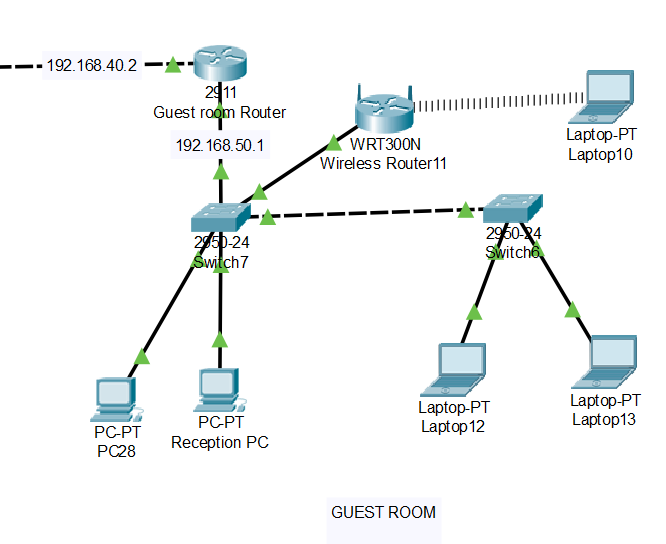 192.168.40.2
2911
Guest room Router
192.168.50.1
WRT300N
Wireless Router11
Laptop-PT
Laptop10
2950-24
Switch7
2950-24
Switch6
PC-PT
PC28
PC-PT
Reception PC
Laptop-PT
Laptop12
Laptop-PT
Laptop13
GUEST ROOM